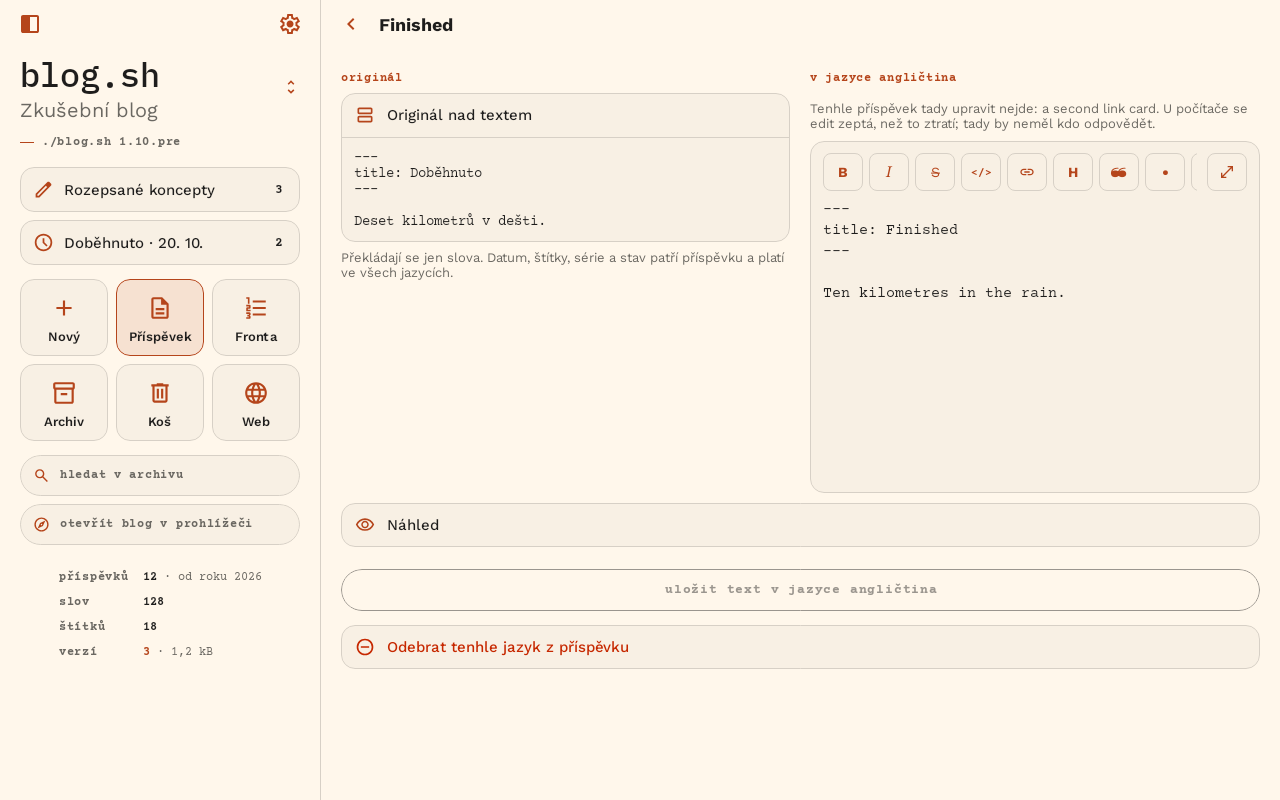 blog.sh
Zkušební blog
— ./blog.sh 1.10.pre
Rozepsané koncepty 3
Doběhnuto · 20. 10. 2
Nový
Příspěvek
Fronta
Archiv
Koš
Web
hledat v archivu
otevřít blog v prohlížeči
příspěvků 12 · od roku 2026
slov 128
štítků 18
verzí 3 · 1,2 kB
Finished
originál
Originál nad textem
---
title: Doběhnuto
---
Deset kilometrů v dešti.
Překládají se jen slova. Datum, štítky, série a stav patří příspěvku a platí
ve všech jazycích.
v jazyce angličtina
Tenhle příspěvek tady upravit nejde: a second link card. U počítače se
edit zeptá, než to ztratí; tady by neměl kdo odpovědět.
B I S </> H
---
title: Finished
---
Ten kilometres in the rain.
Náhled
uložit text v jazyce angličtina
Odebrat tenhle jazyk z příspěvku